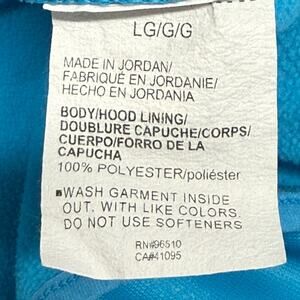 LG/G/G
MADE IN JORDAN/
FABRIQUÉ EN JORDANIE/
HECHO EN JORDANIA
BODY/HOOD LINING/
DOUBLURE CAPUCHE/CORPS/
CUERPO/FORRO DE LA
CAPUCHA
100% POLYESTER/poliéster
▪WASH GARMENT INSIDE
OUT. WITH LIKE COLORS.
DO NOT USE SOFTENERS
RN#96510
CA#41095